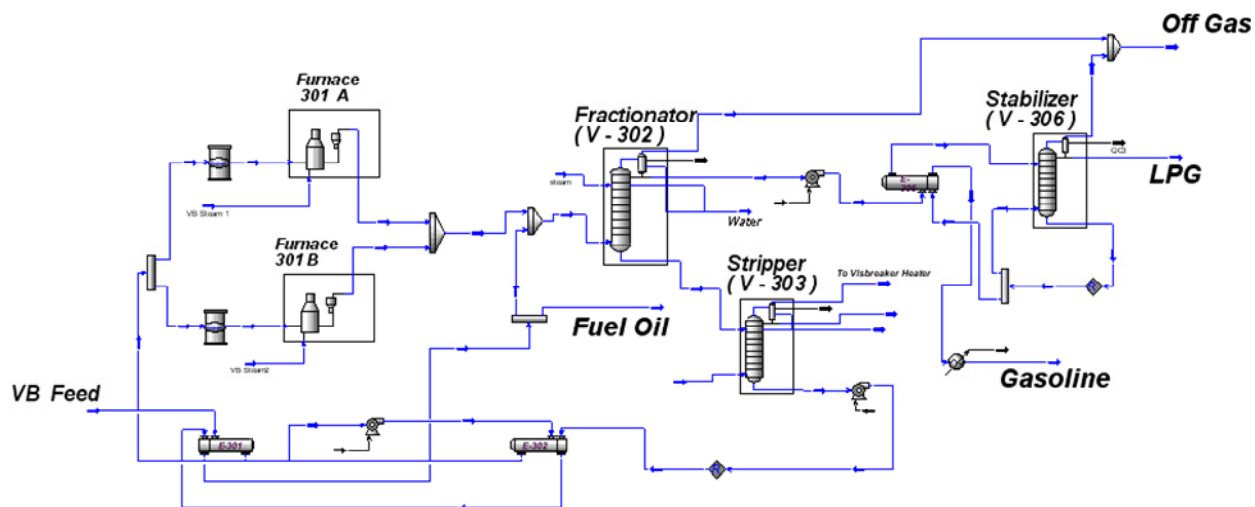 Off Gas
Furnace
301 A
Fractionator
( V - 302 )
Stabilizer
( V - 306 )
LPG
steam
VB Steam 1
Water
Furnace
301 B
Stripper
( V - 303 )
To Visbreaker Heater
Fuel Oil
VB Steam2
Gasoline
VB Feed
E-301
E-302
R
R